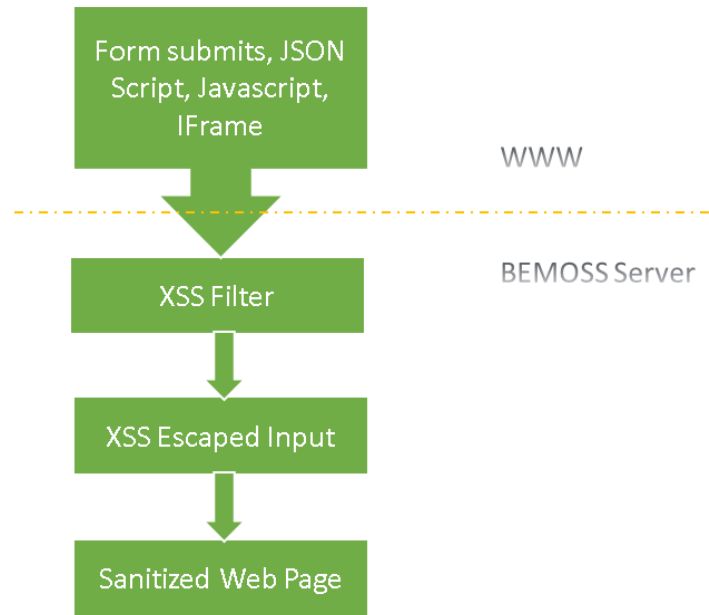 Form submits, JSON
Script, Javascript,
IFrame
WWW
BEMOSS Server
XSS Filter
XSS Escaped Input
Sanitized Web Page